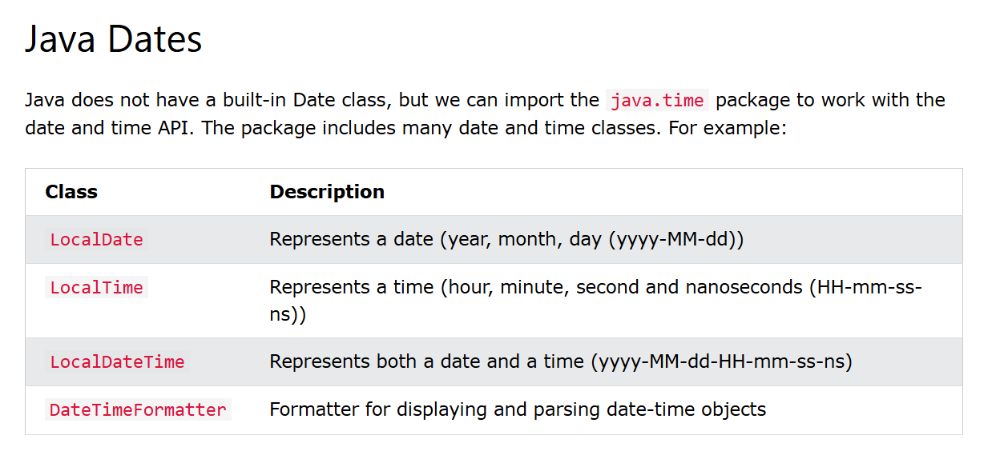 Java Dates
Java does not have a built-in Date class, but we can import the java.time package to work with the
date and time API. The package includes many date and time classes. For example:
Class Description
LocalDate Represents a date (year, month, day (yyyy-MM-dd))
LocalTime Represents a time (hour, minute, second and nanoseconds (HH-mm-ss-
ns))
LocalDateTime Represents both a date and a time (yyyy-MM-dd-HH-mm-ss-ns)
DateTimeFormatter Formatter for displaying and parsing date-time objects